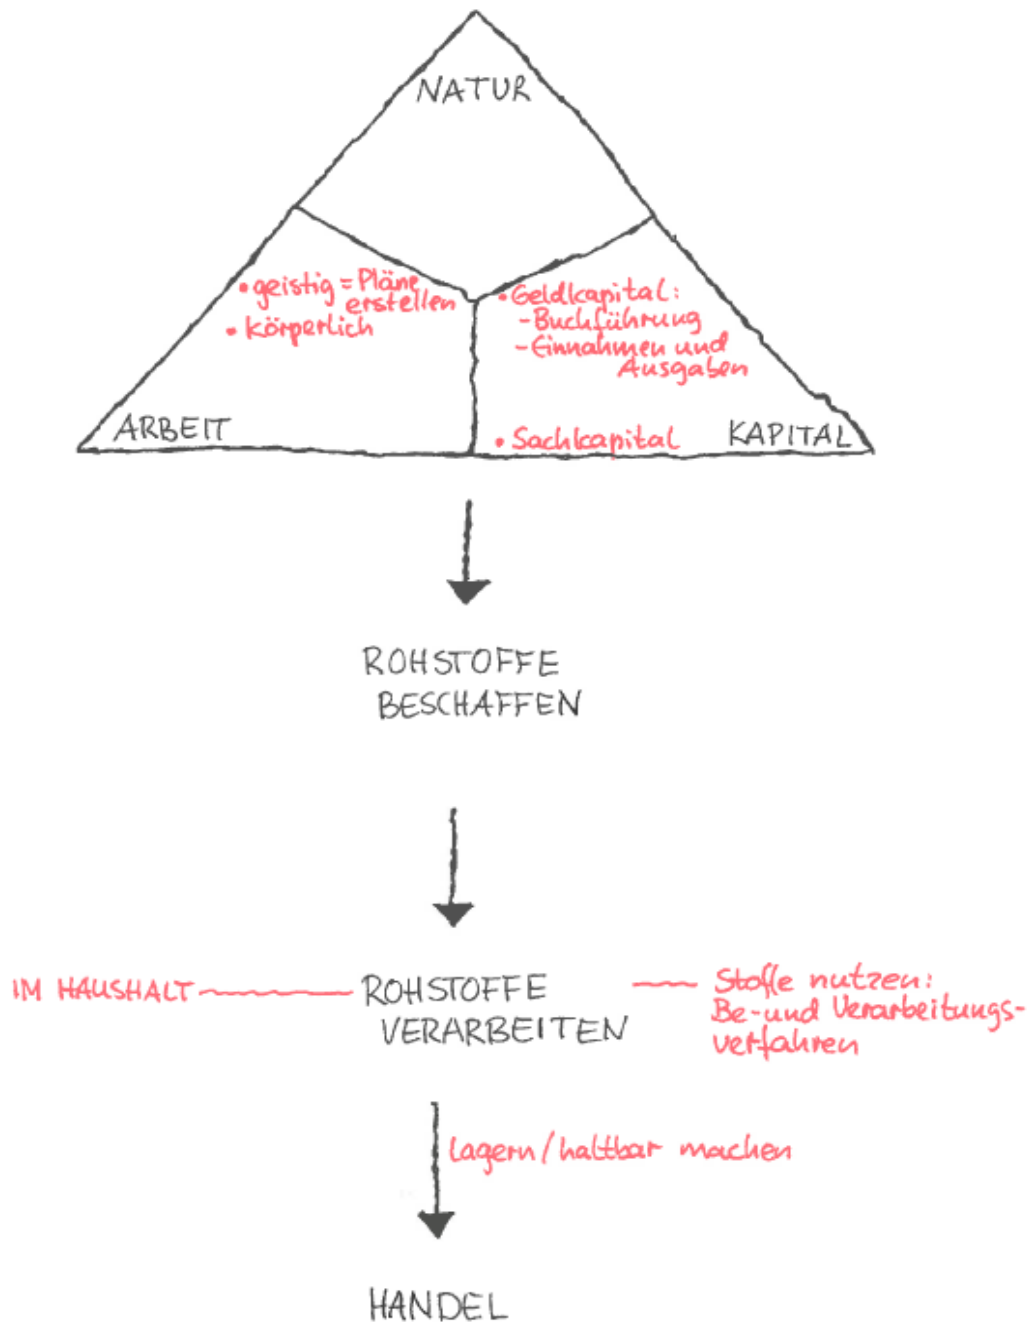 NATUR
• geistig = Pläne
erstellen
• körperlich
ARBEIT
• Geldkapital:
- Buchführung
- Einnahmen und
Ausgaben
• Sachkapital
KAPITAL
ROHSTOFFE
BESCHAFFEN
IM HAUSHALT
ROHSTOFFE
VERARBEITEN
Stoffe nutzen:
Be- und Verarbeitungs-
verfahren
Lagern/haltbar machen
HANDEL